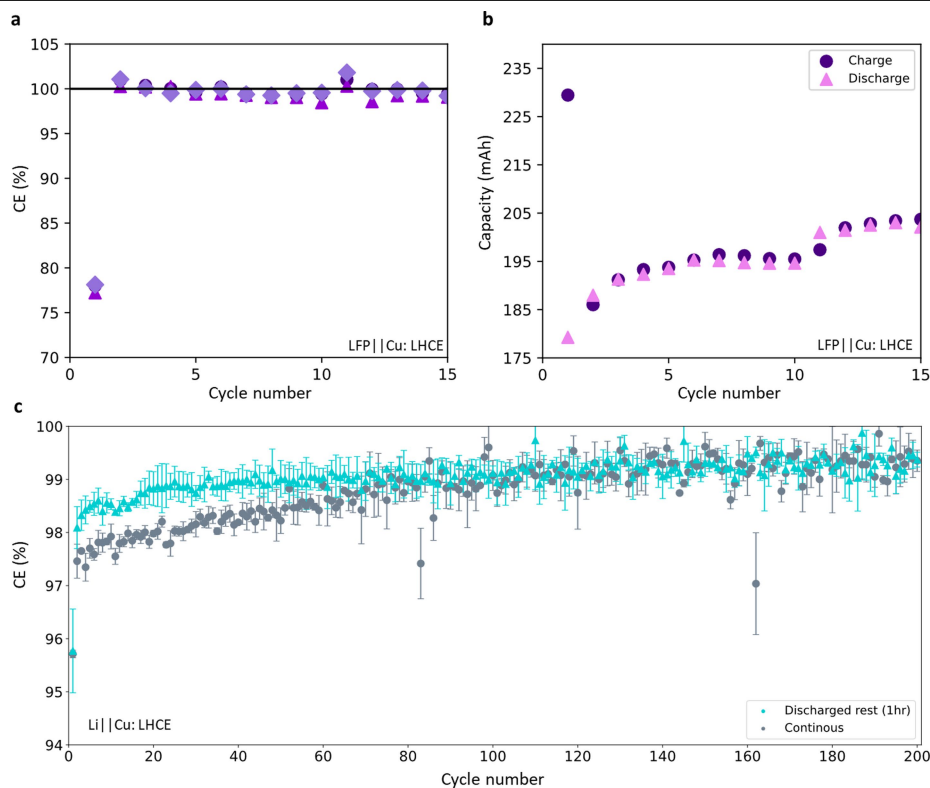 a
105
100
95
90
85
80
75
70
CE (%)
0
5
10
15
Cycle number
LFP||Cu: LHCE
b
235
225
215
205
195
185
175
Capacity (mAh)
0
5
10
15
Cycle number
Charge
Discharge
LFP||Cu: LHCE
c
100
99
98
97
96
95
94
CE (%)
0
20
40
60
80
100
120
140
160
180
200
Cycle number
Li||Cu: LHCE
Discharged rest (1hr)
Continous